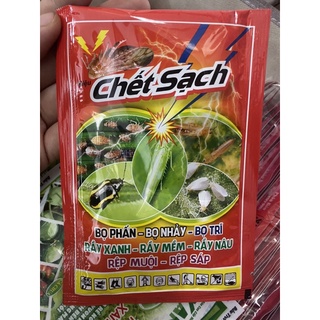 Chết Sạch
BỌ PHẤN - BỌ NHẢY - BỌ TRĨ
RẦY XANH - RẦY MỀM - RẦY NÂU
RỆP MUỘI - RỆP SÁP